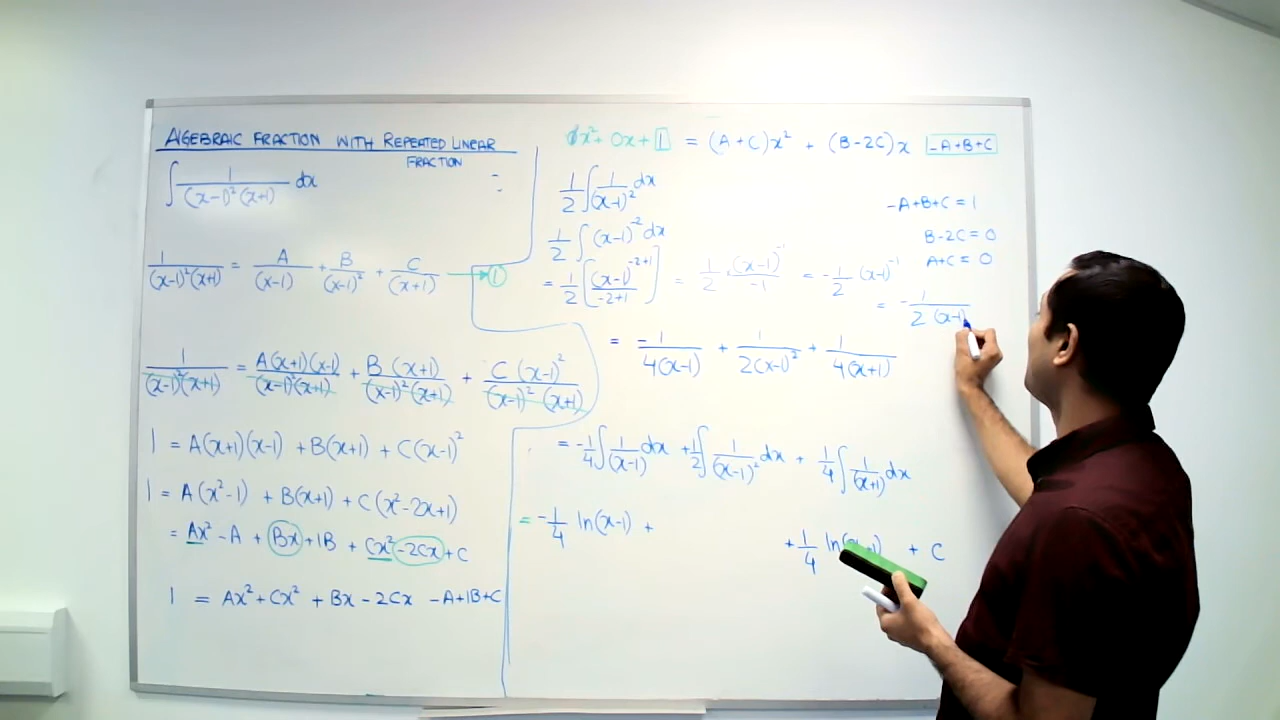 ALGEBRAIC FRACTION WITH REPEATED LINEAR
FRACTION
∫ 1/((x-1)²(x+1)) dx
1/((x-1)²(x+1)) = A/(x-1) + B/(x-1)² + C/(x+1) → ①
1/((x-1)²(x+1)) = A(x+1)(x-1)/((x-1)²(x+1)) + B(x+1)/((x-1)²(x+1)) + C(x-1)²/((x-1)²(x+1))
1 = A(x+1)(x-1) + B(x+1) + C(x-1)²
1 = A(x²-1) + B(x+1) + C(x²-2x+1)
= Ax² - A + Bx + 1B + Cx² - 2Cx + C
1 = Ax² + Cx² + Bx - 2Cx - A + 1B + C
0x² + 0x + 1 = (A+C)x² + (B-2C)x -A+B+C
-A+B+C = 1
B-2C = 0
A+C = 0
1/2 ∫ 1/(x-1)² dx
1/2 ∫ (x-1)⁻² dx
= 1/2 [(x-1)⁻²⁺¹/(-2+1)] = 1/2 · (x-1)⁻¹/-1 = -1/2 (x-1)⁻¹
= -1/(2(x-1)
= -1/(4(x-1)) + 1/(2(x-1)²) + 1/(4(x+1))
= -1/4 ∫ 1/(x-1) dx + 1/2 ∫ 1/(x-1)² dx + 1/4 ∫ 1/(x+1) dx
= -1/4 ln(x-1) +
+ 1/4 + C